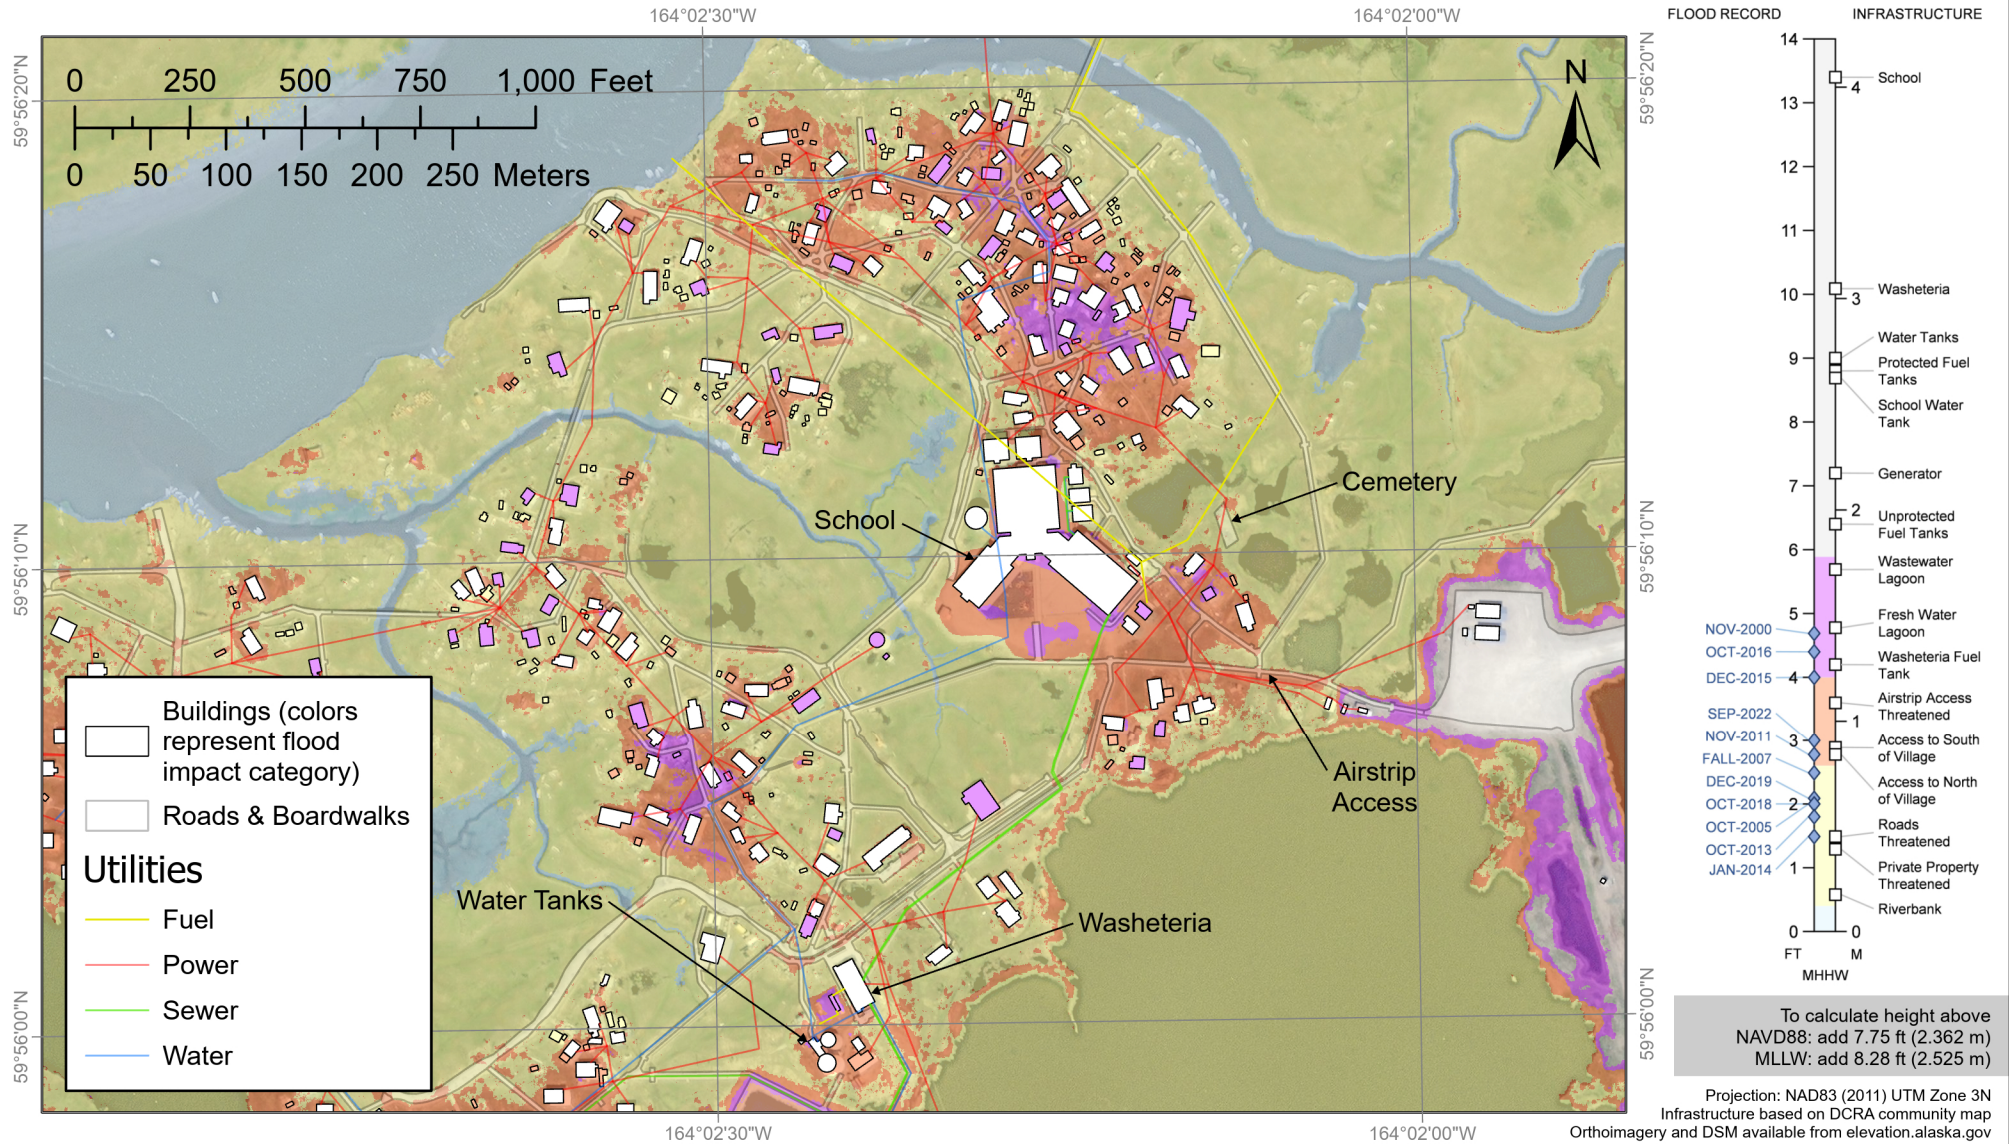 164°02'30"W
164°02'00"W
59°56'20"N
59°56'20"N
0 250 500 750 1,000 Feet
0 50 100 150 200 250 Meters
N
School
Cemetery
59°56'10"N
59°56'10"N
Airstrip
Access
Water Tanks
Washeteria
Buildings (colors
represent flood
impact category)
Roads & Boardwalks
Utilities
Fuel
Power
Sewer
Water
59°56'00"N
59°56'00"N
164°02'30"W
164°02'00"W
FLOOD RECORD
INFRASTRUCTURE
14
13
12
11
10
9
8
7
6
5
4
3
2
1
0
FT
4
3
2
1
0
M
MHHW
NOV-2000
OCT-2016
DEC-2015
SEP-2022
NOV-2011
FALL-2007
DEC-2019
OCT-2018
OCT-2005
OCT-2013
JAN-2014
School
Washeteria
Water Tanks
Protected Fuel
Tanks
School Water
Tank
Generator
Unprotected
Fuel Tanks
Wastewater
Lagoon
Fresh Water
Lagoon
Washeteria Fuel
Tank
Airstrip Access
Threatened
Access to South
of Village
Access to North
of Village
Roads
Threatened
Private Property
Threatened
Riverbank
To calculate height above
NAVD88: add 7.75 ft (2.362 m)
MLLW: add 8.28 ft (2.525 m)
Projection: NAD83 (2011) UTM Zone 3N
Infrastructure based on DCRA community map
Orthoimagery and DSM available from elevation.alaska.gov